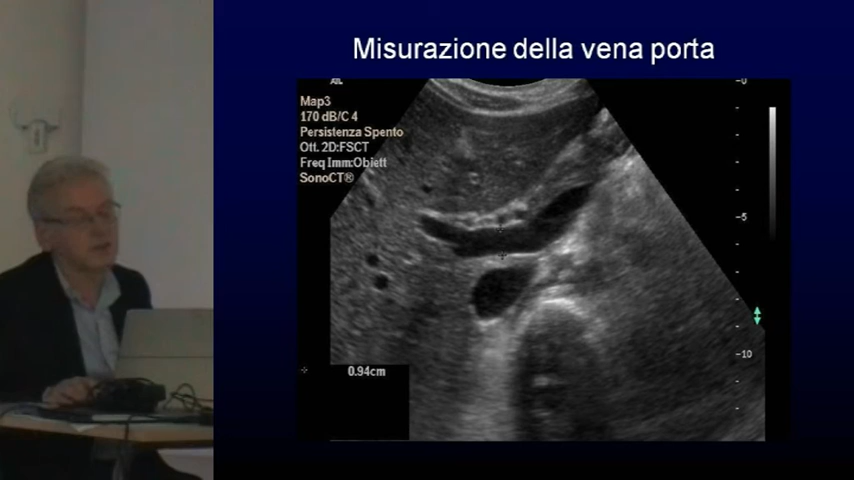 Misurazione della vena porta
Map3
170 dB/C 4
Persistenza Spento
Ott. 2D:FSCT
Freq Imm:Obiett
SonoCT®
-0
-5
-10
0.94cm